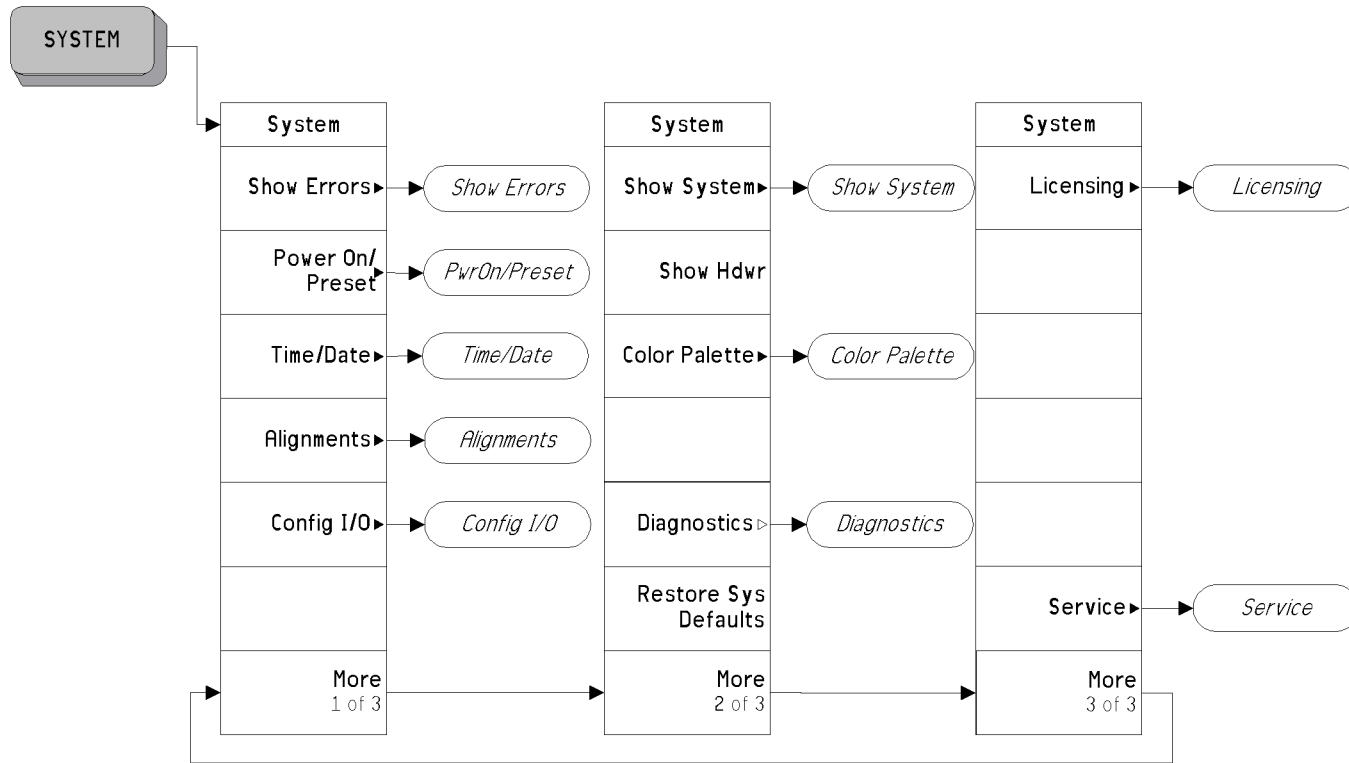 SYSTEM
System
Show Errors
Show Errors
Power On/
Preset
PwrOn/Preset
Time/Date
Time/Date
Alignments
Alignments
Config I/O
Config I/O
More
1 of 3
System
Show System
Show System
Show Hdwr
Color Palette
Color Palette
Diagnostics
Diagnostics
Restore Sys
Defaults
More
2 of 3
System
Licensing
Licensing
Service
Service
More
3 of 3